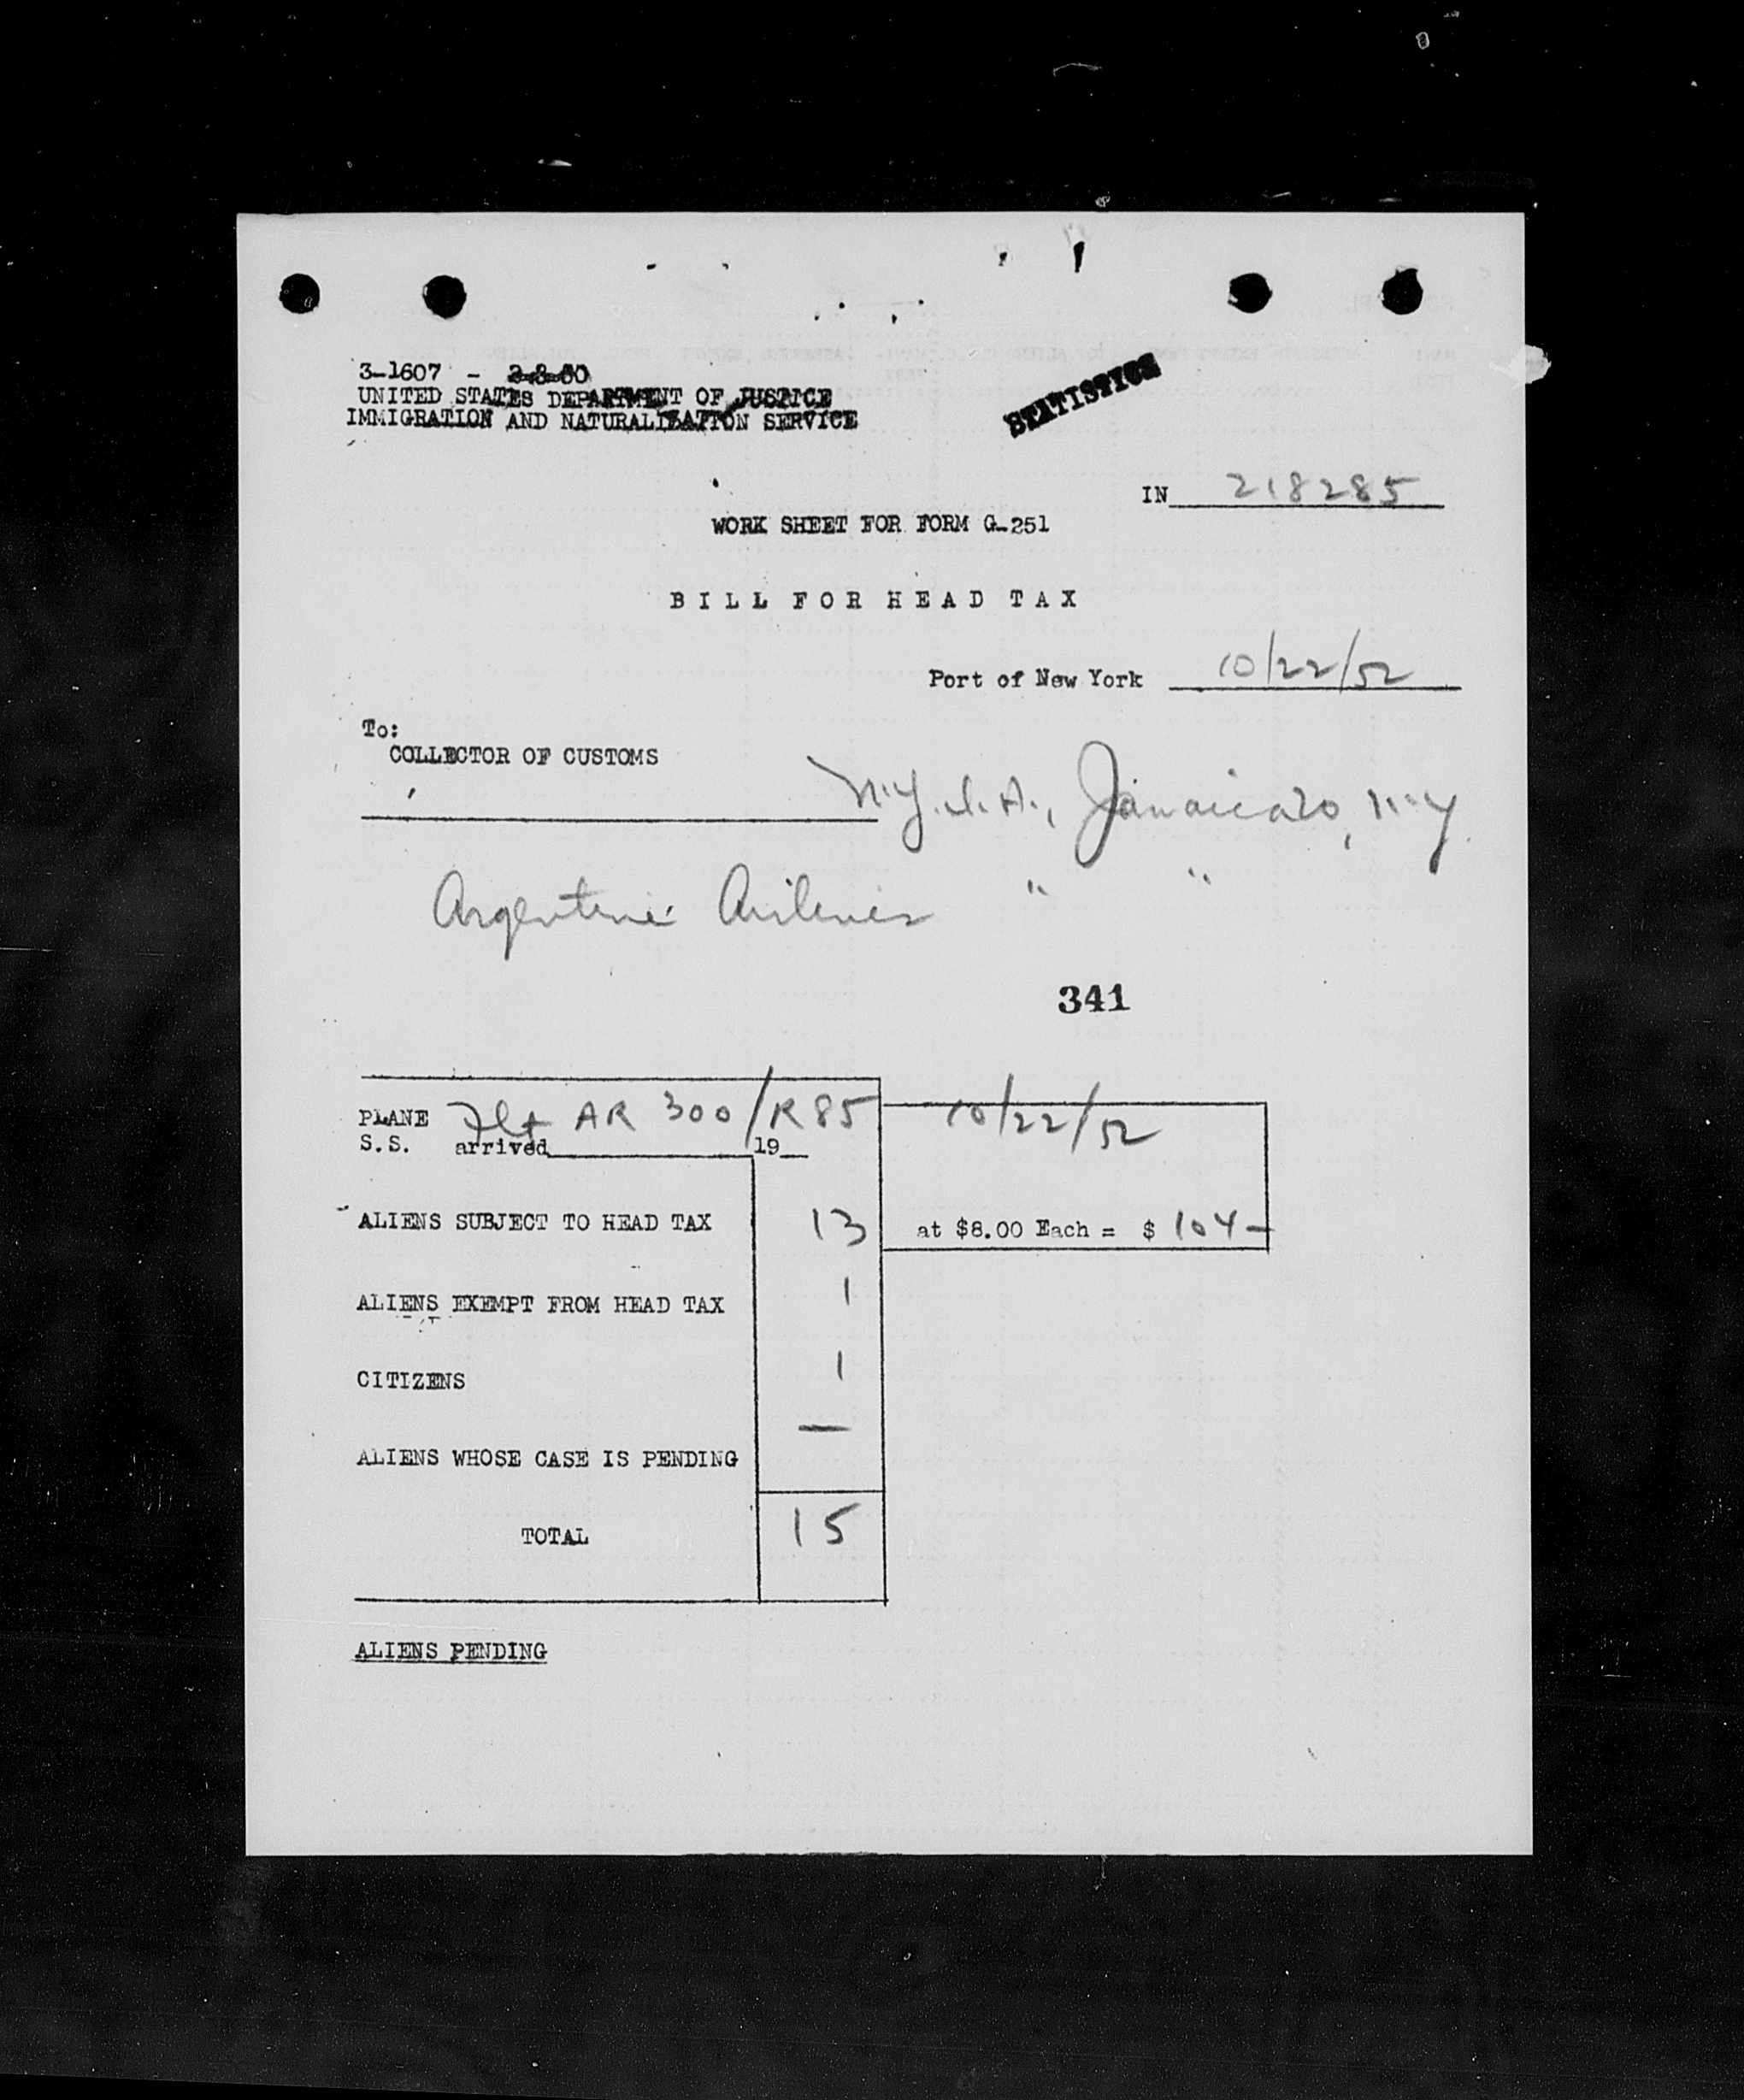 3-1607 - 2-8-50
UNITED STATES DEPARTMENT OF JUSTICE
IMMIGRATION AND NATURALIZATION SERVICE
STATISTICS
IN 218285
WORK SHEET FOR FORM G-251
BILL FOR HEAD TAX
Port of New York 10/22/52
To:
COLLECTOR OF CUSTOMS
N.Y.I.A., Jamaica 20, N.Y.
Argentine Airlines " "
341
PLANE Flt AR 300/R85 10/22/52
S.S. arrived 19
ALIENS SUBJECT TO HEAD TAX 13 at $8.00 Each = $ 104-
ALIENS EXEMPT FROM HEAD TAX 1
CITIZENS 1
ALIENS WHOSE CASE IS PENDING —
TOTAL 15
ALIENS PENDING